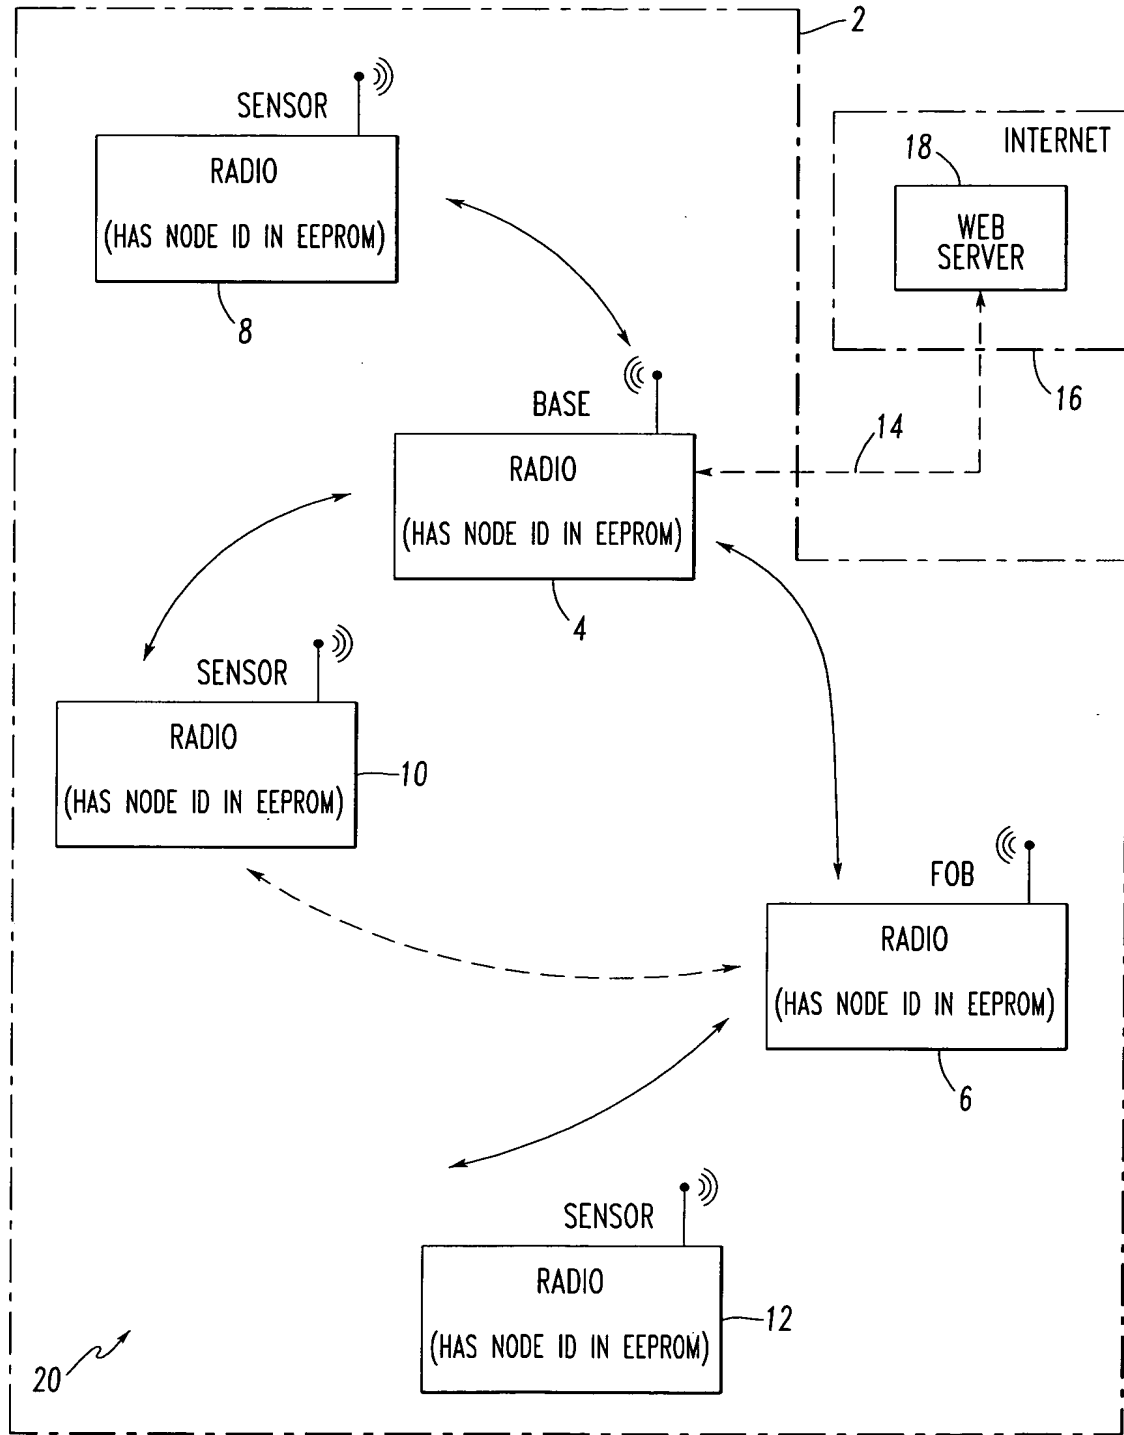 2
SENSOR
RADIO
(HAS NODE ID IN EEPROM)
8
INTERNET
18
WEB
SERVER
16
14
BASE
RADIO
(HAS NODE ID IN EEPROM)
4
SENSOR
RADIO
(HAS NODE ID IN EEPROM)
10
FOB
RADIO
(HAS NODE ID IN EEPROM)
6
SENSOR
RADIO
(HAS NODE ID IN EEPROM)
12
20